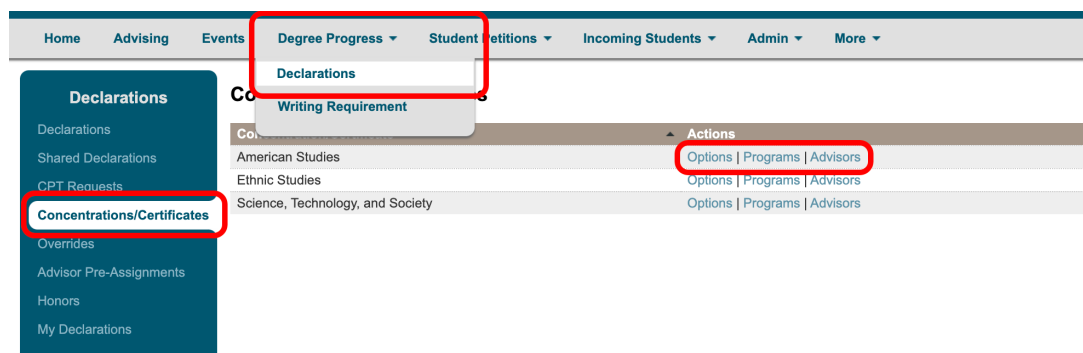 Home Advising Events Degree Progress Student Petitions Incoming Students Admin More
Declarations
Writing Requirement
Declarations
Declarations
Shared Declarations
CPT Requests
Concentrations/Certificates
Overrides
Advisor Pre-Assignments
Honors
My Declarations
Co s
Actions
American Studies Options | Programs | Advisors
Ethnic Studies Options | Programs | Advisors
Science, Technology, and Society Options | Programs | Advisors